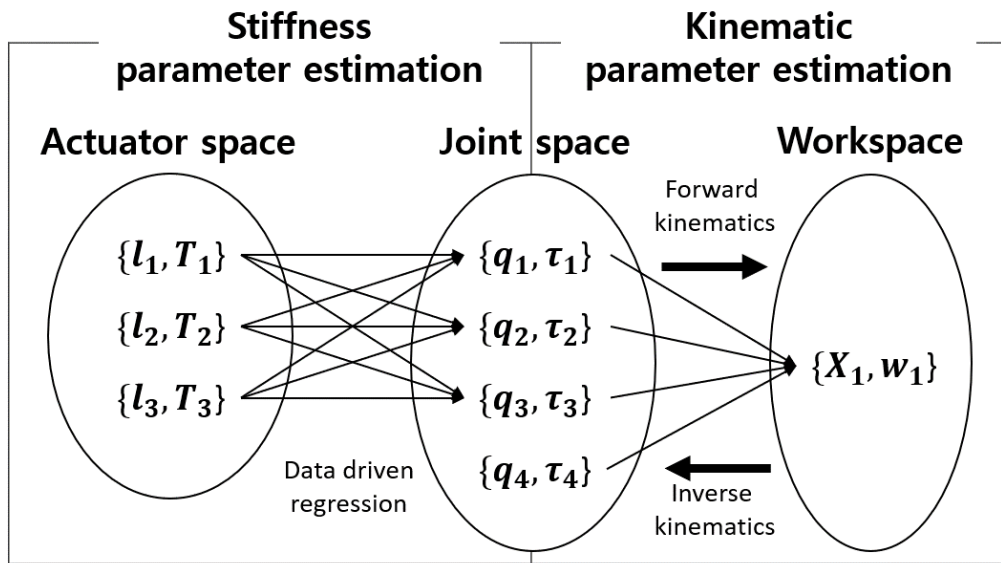 Stiffness
parameter estimation
Kinematic
parameter estimation
Actuator space
Joint space
Workspace
{l₁, T₁}
{l₂, T₂}
{l₃, T₃}
{q₁, τ₁}
{q₂, τ₂}
{q₃, τ₃}
{q₄, τ₄}
Forward
kinematics
{X₁, w₁}
Data driven
regression
Inverse
kinematics